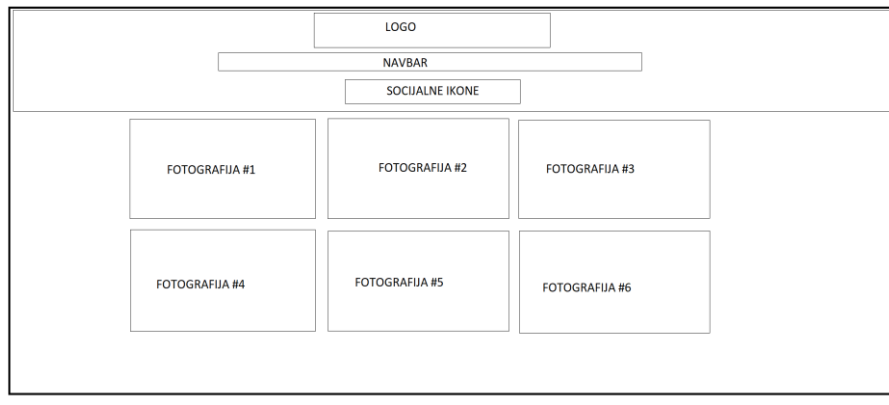 LOGO
NAVBAR
SOCIJALNE IKONE
FOTOGRAFIJA #1
FOTOGRAFIJA #2
FOTOGRAFIJA #3
FOTOGRAFIJA #4
FOTOGRAFIJA #5
FOTOGRAFIJA #6